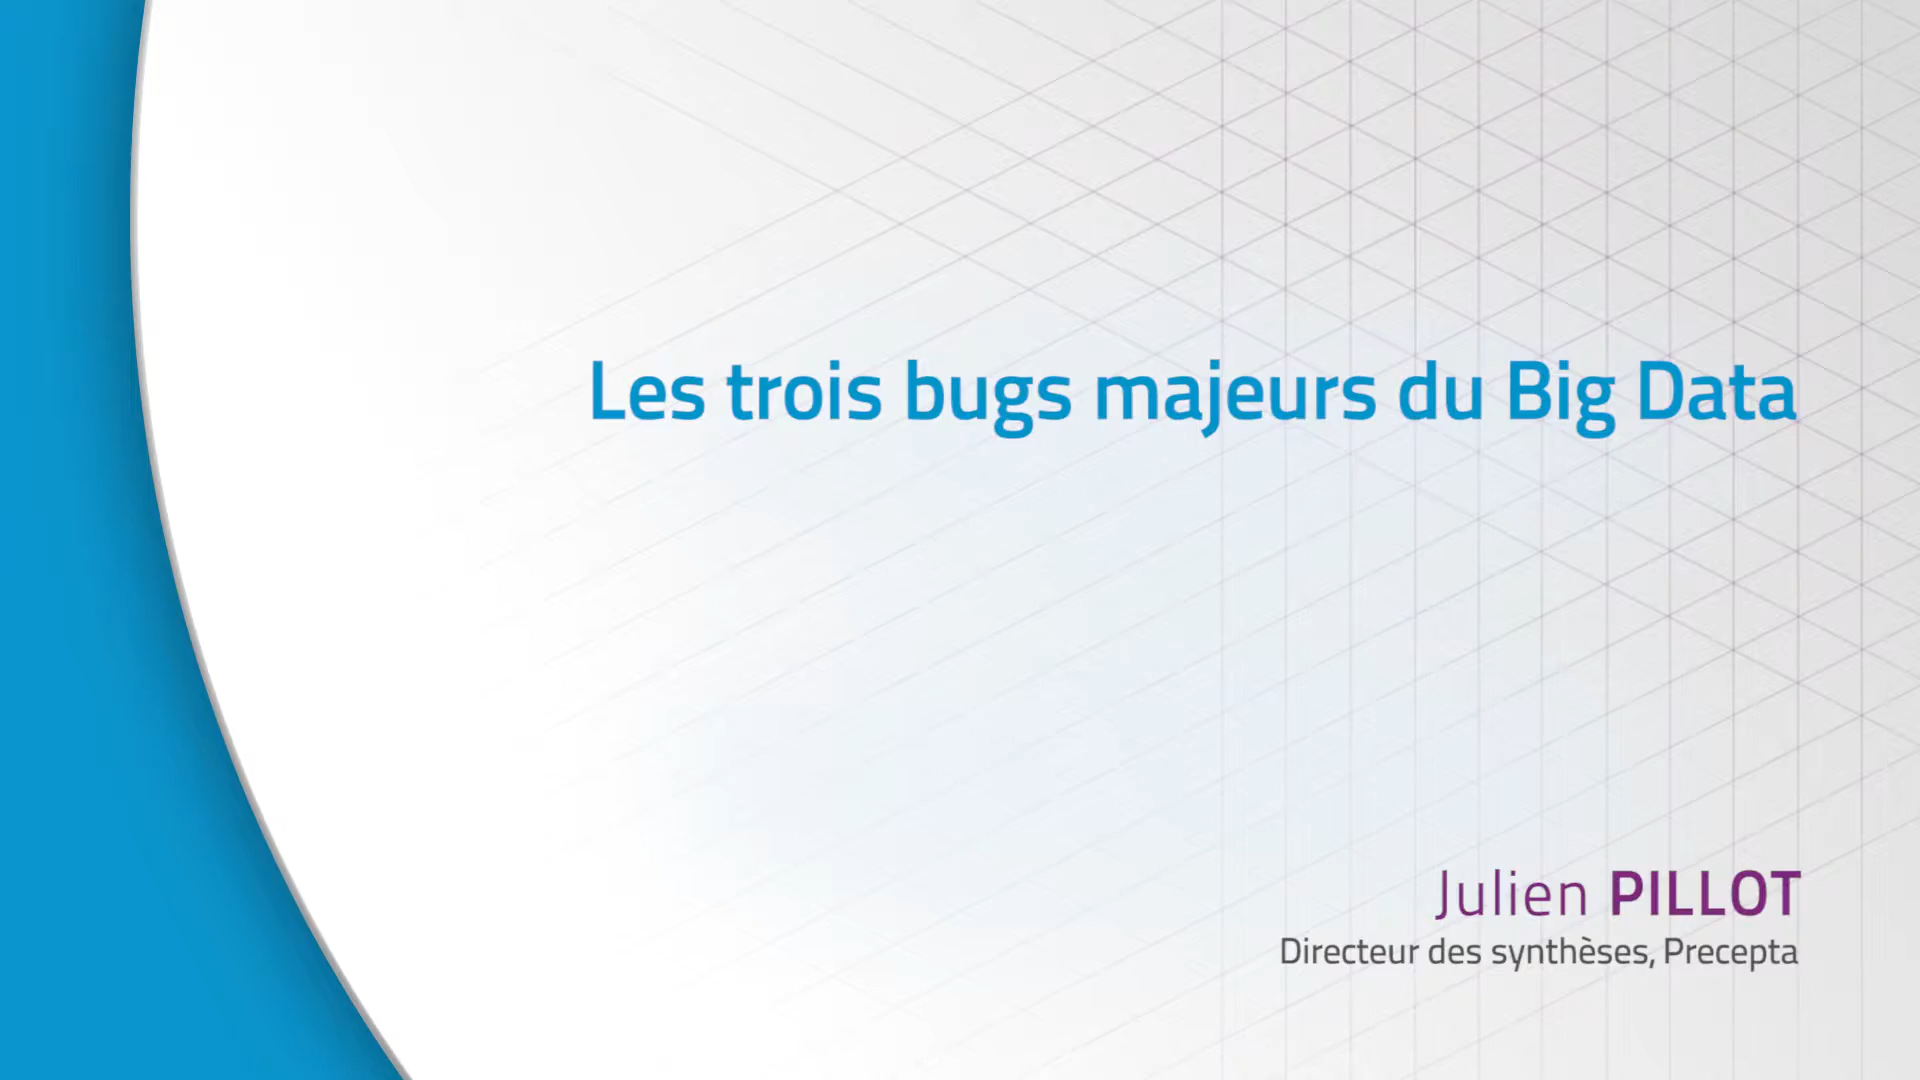 Les trois bugs majeurs du Big Data
Julien PILLOT
Directeur des synthèses, Precepta